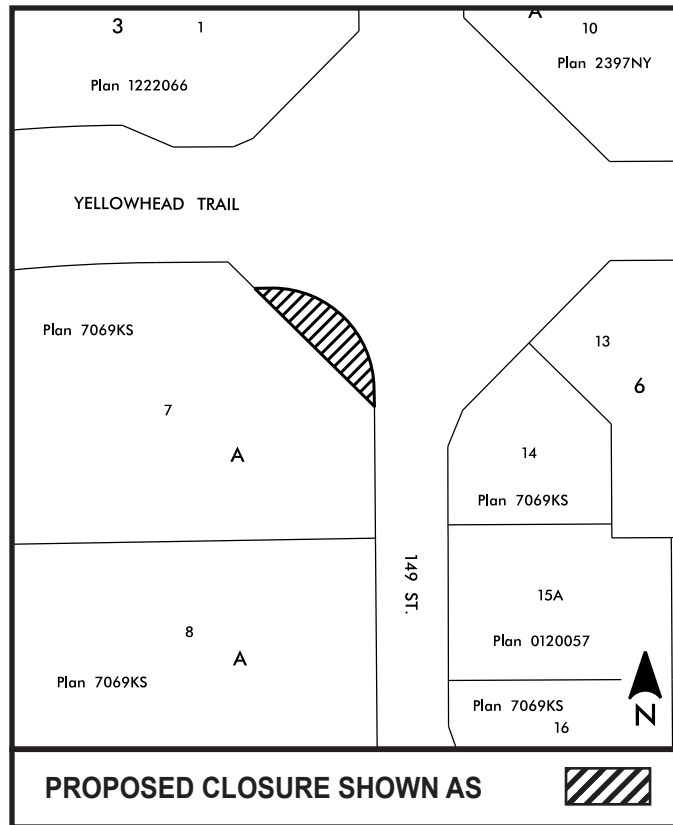 3 1
Plan 1222066
A
10
Plan 2397NY
YELLOWHEAD TRAIL
Plan 7069KS
7
A
13
6
14
Plan 7069KS
149 ST.
15A
Plan 0120057
8
A
Plan 7069KS
Plan 7069KS
16
N
PROPOSED CLOSURE SHOWN AS